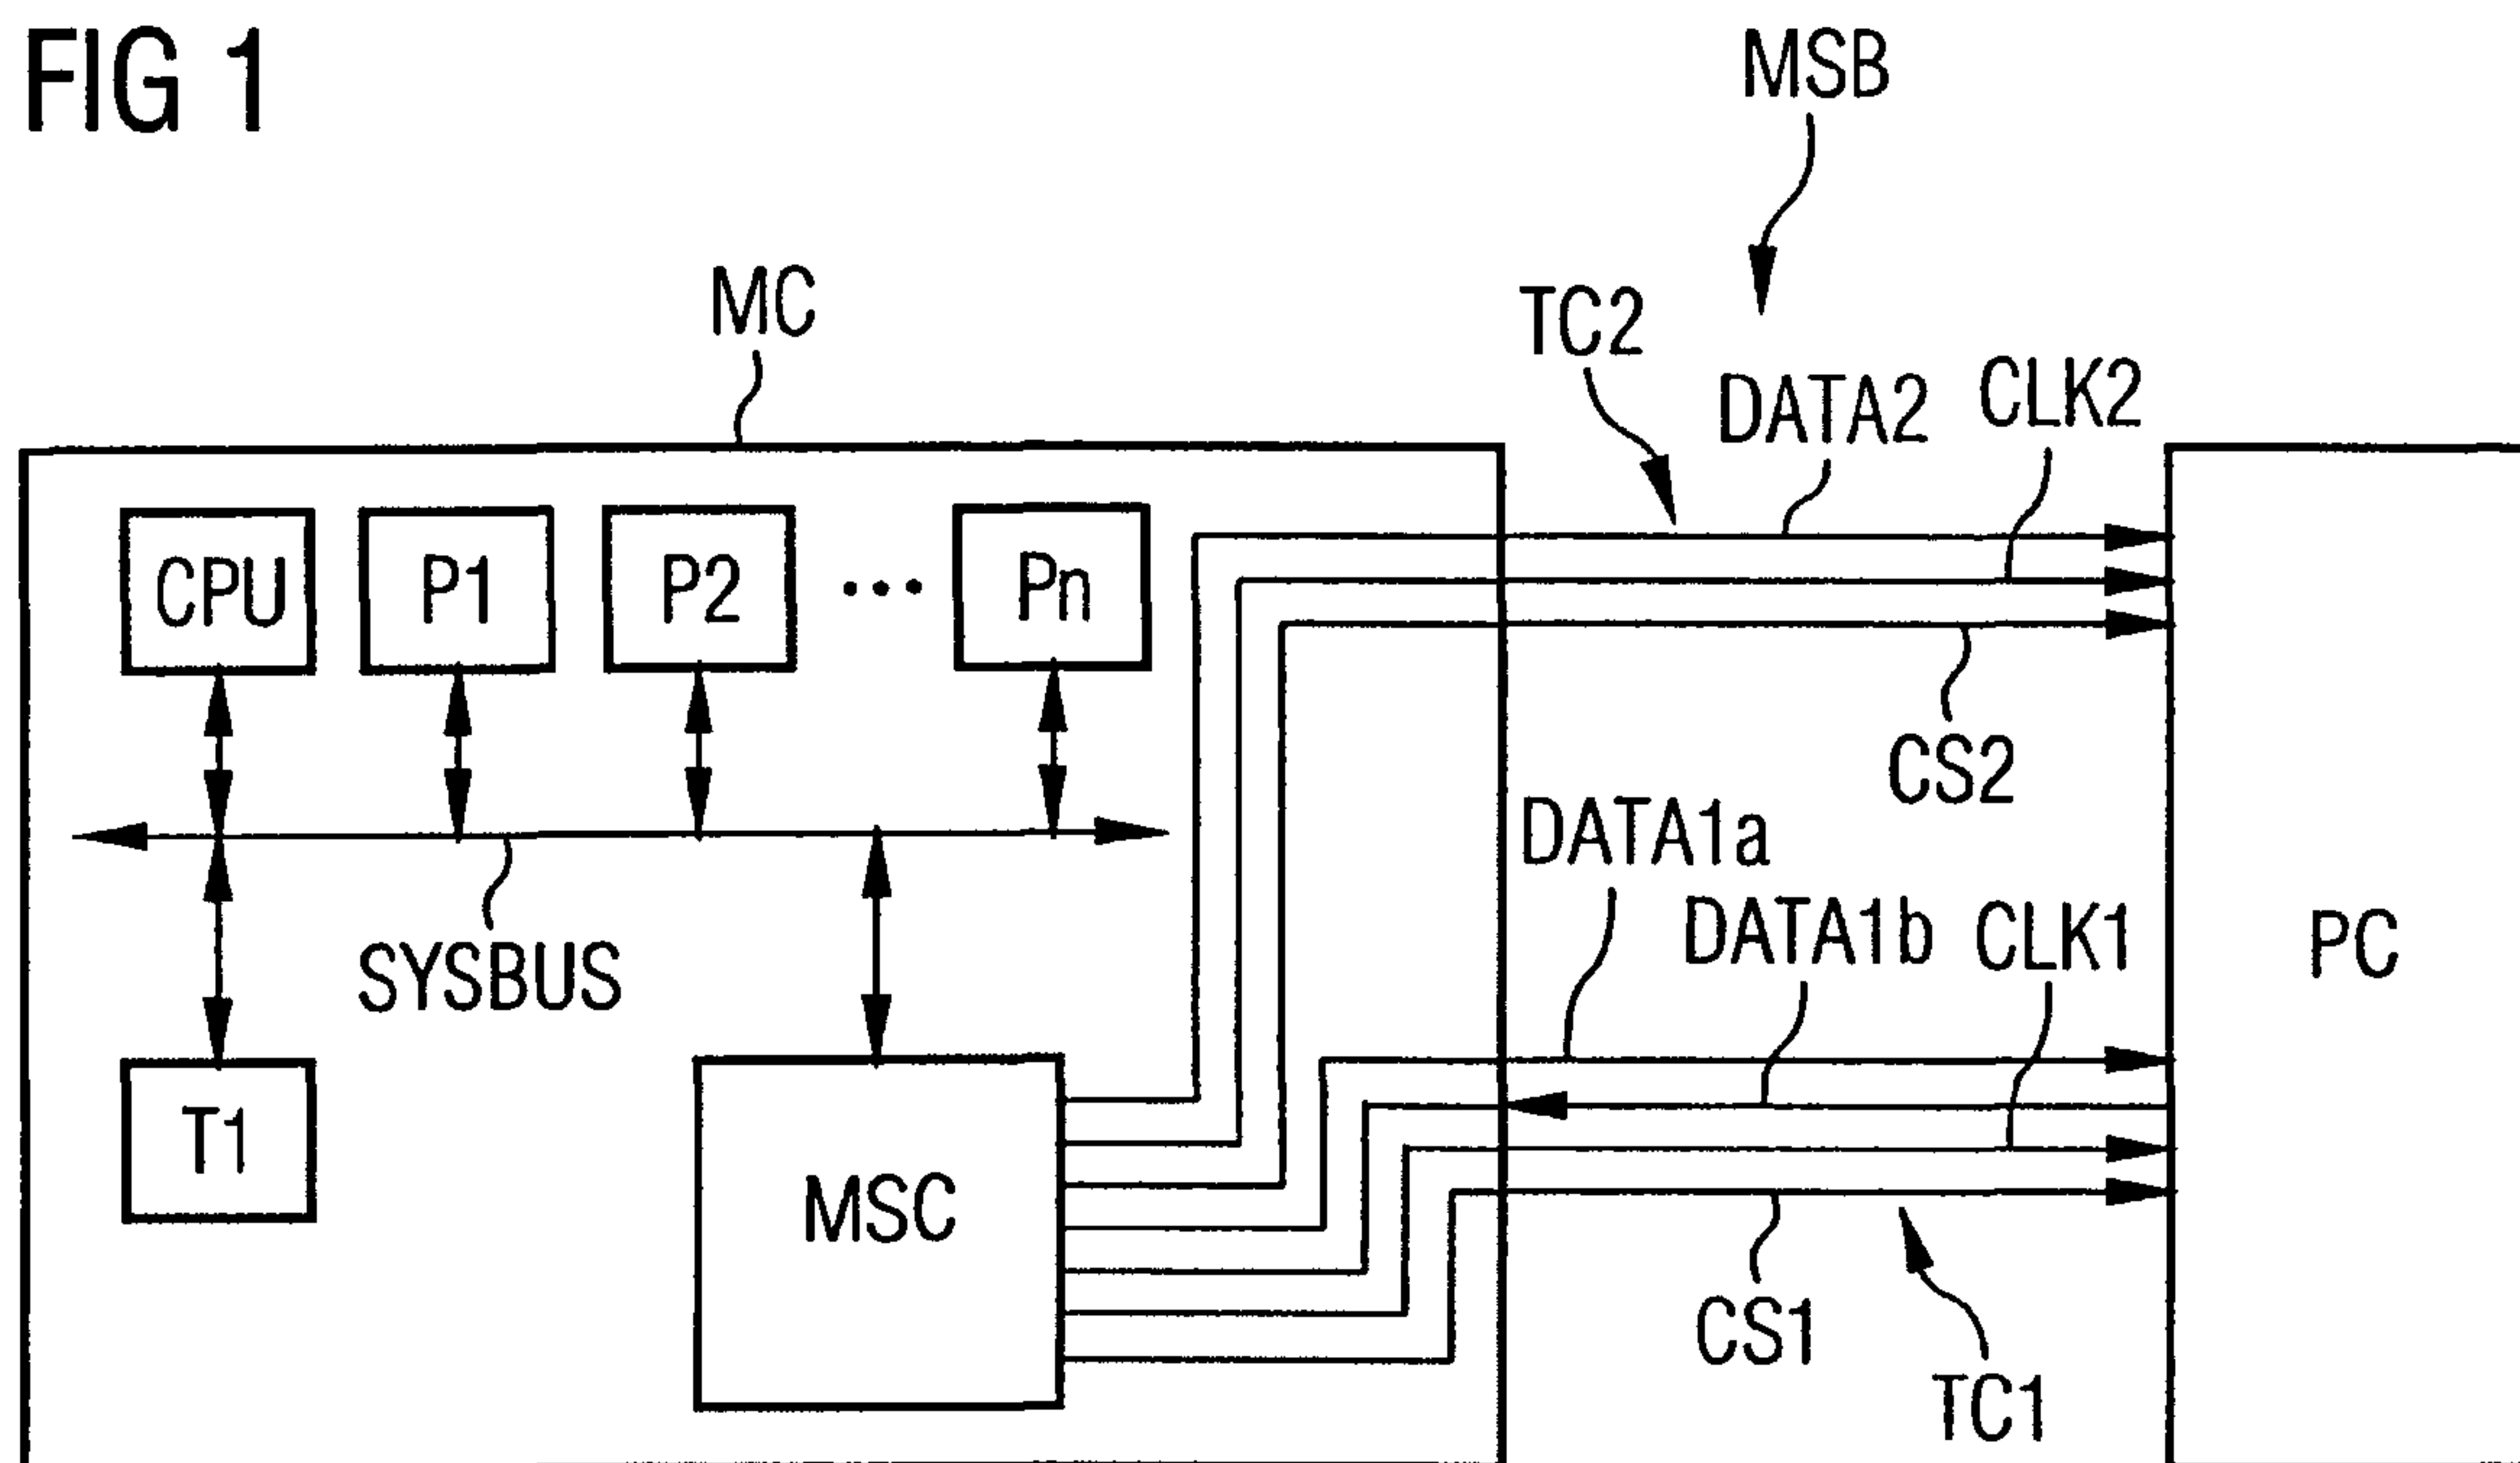 FIG 1
MSB
MC
TC2
DATA2
CLK2
CPU
P1
P2
...
Pn
CS2
DATA1a
DATA1b
CLK1
SYSBUS
PC
T1
MSC
CS1
TC1